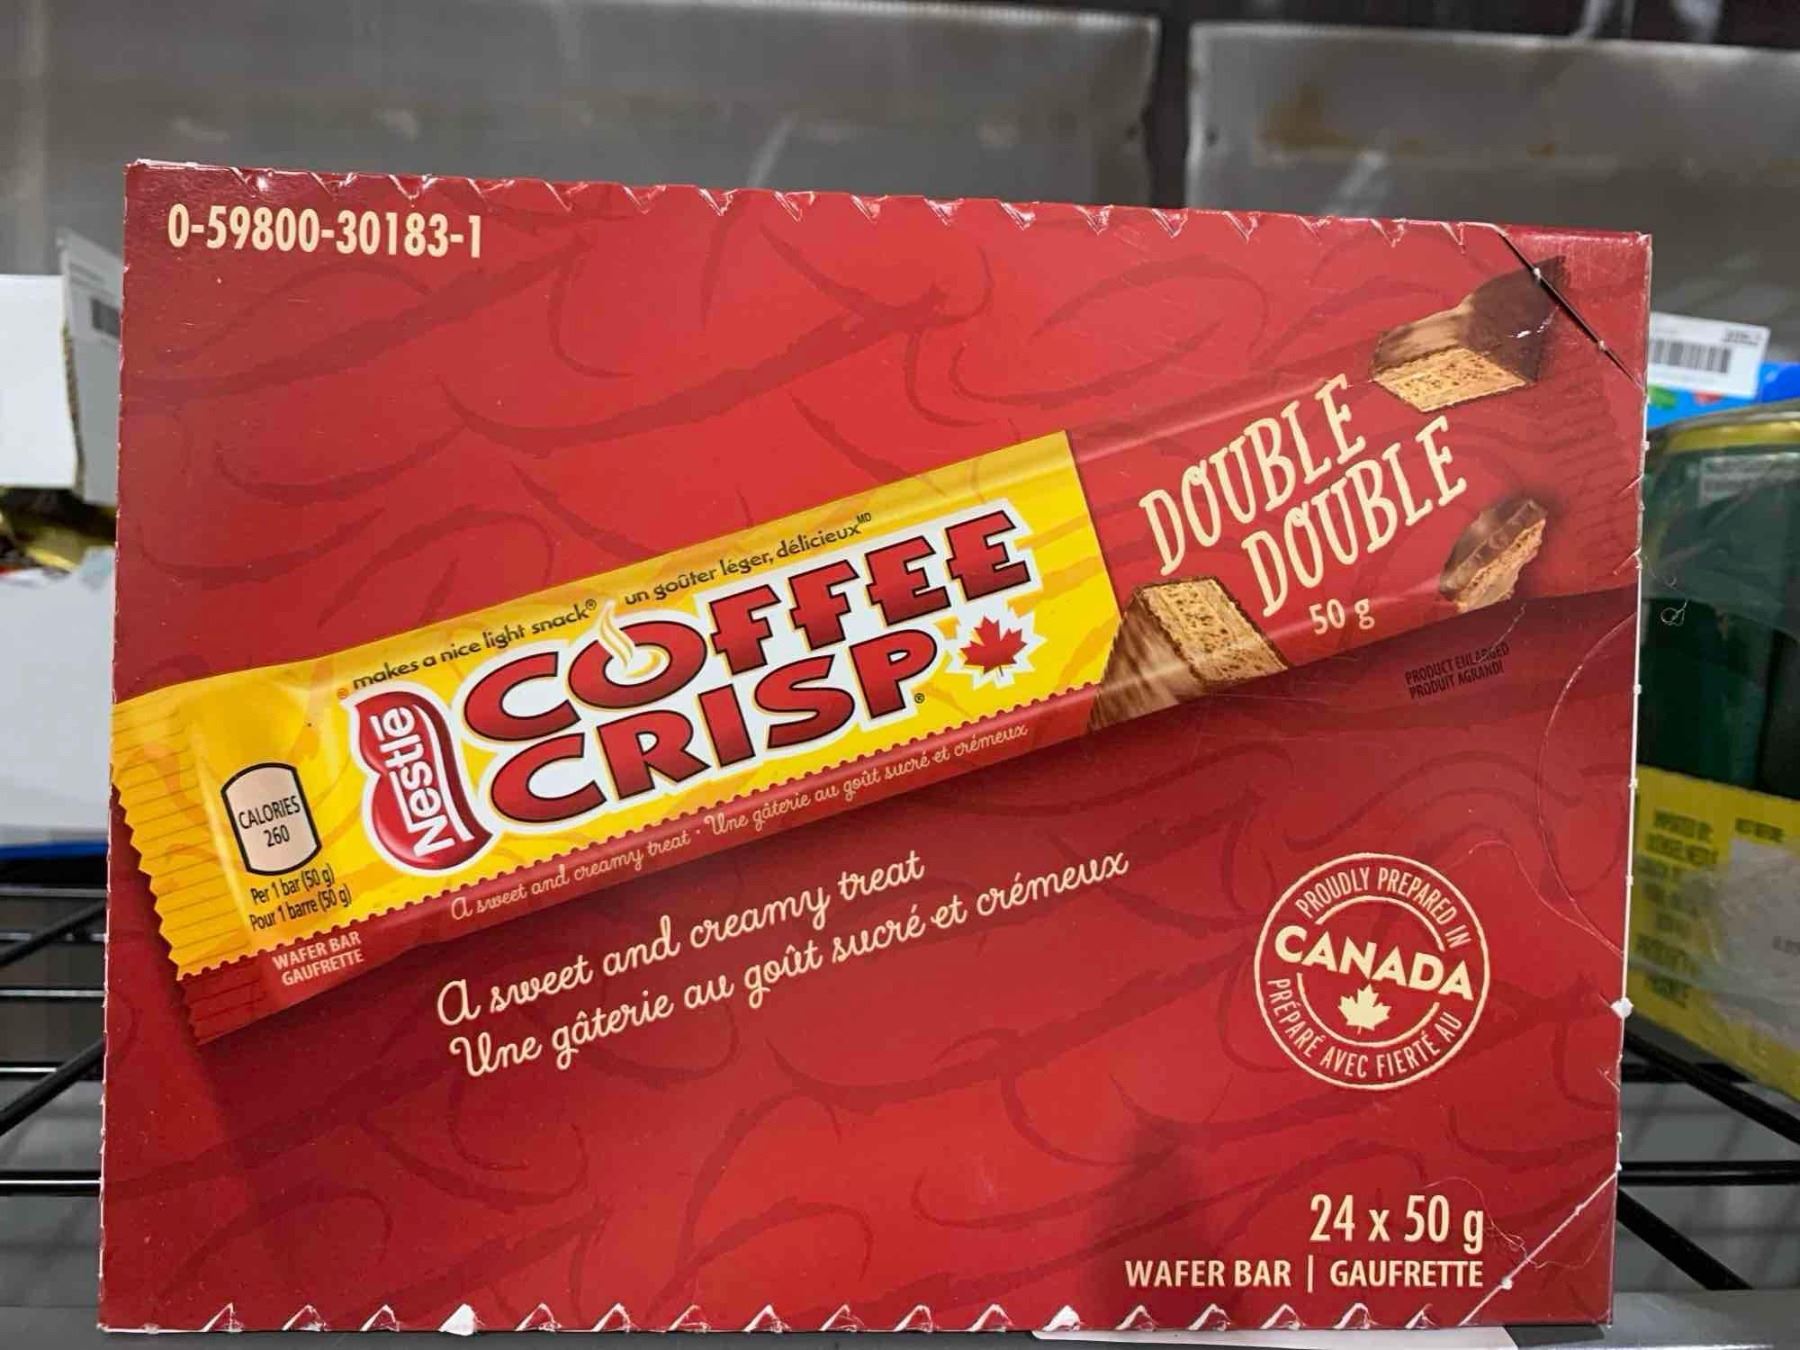 0-59800-30183-1
makes a nice light snack® un goûter léger, délicieuxMD
Nestlé
COFFEE
CRISP®
DOUBLE
DOUBLE
50 g
PRODUCT ENLARGED
PRODUIT AGRANDI
CALORIES
260
Per 1 bar (50 g)
Pour 1 barre (50 g)
WAFER BAR
GAUFRETTE
A sweet and creamy treat • Une gâterie au goût sucré et crémeux
A sweet and creamy treat
Une gâterie au goût sucré et crémeux
PROUDLY PREPARED IN
CANADA
PRÉPARÉ AVEC FIERTÉ AU
24 x 50 g
WAFER BAR | GAUFRETTE